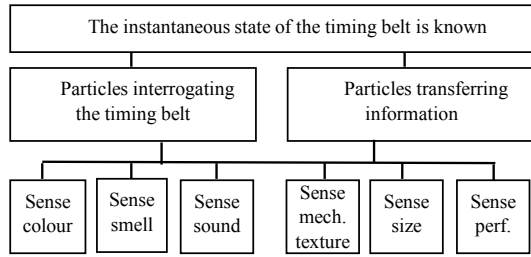 The instantaneous state of the timing belt is known
Particles interrogating
the timing belt
Particles transferring
information
Sense
colour
Sense
smell
Sense
sound
Sense
mech.
texture
Sense
size
Sense
perf.